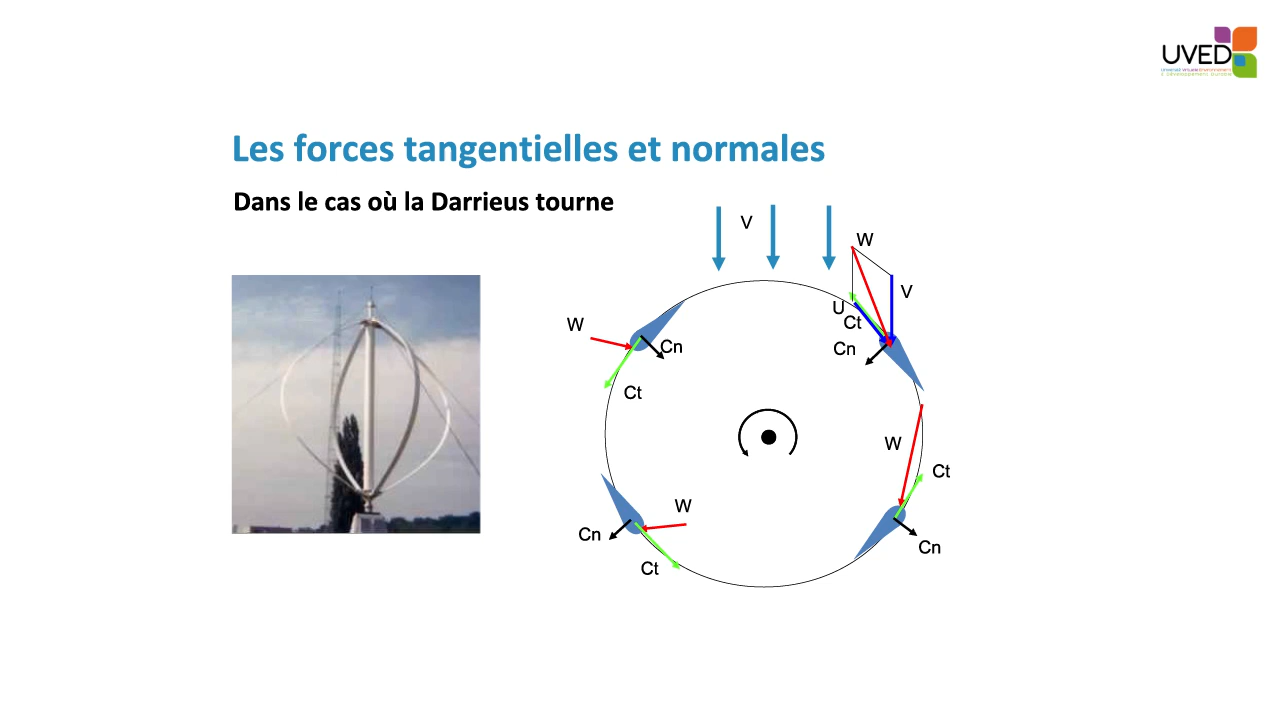 UVED
Les forces tangentielles et normales
Dans le cas où la Darrieus tourne
V
W
V
U
Ct
Cn
W
Cn
Ct
W
Ct
Cn
W
Cn
Ct